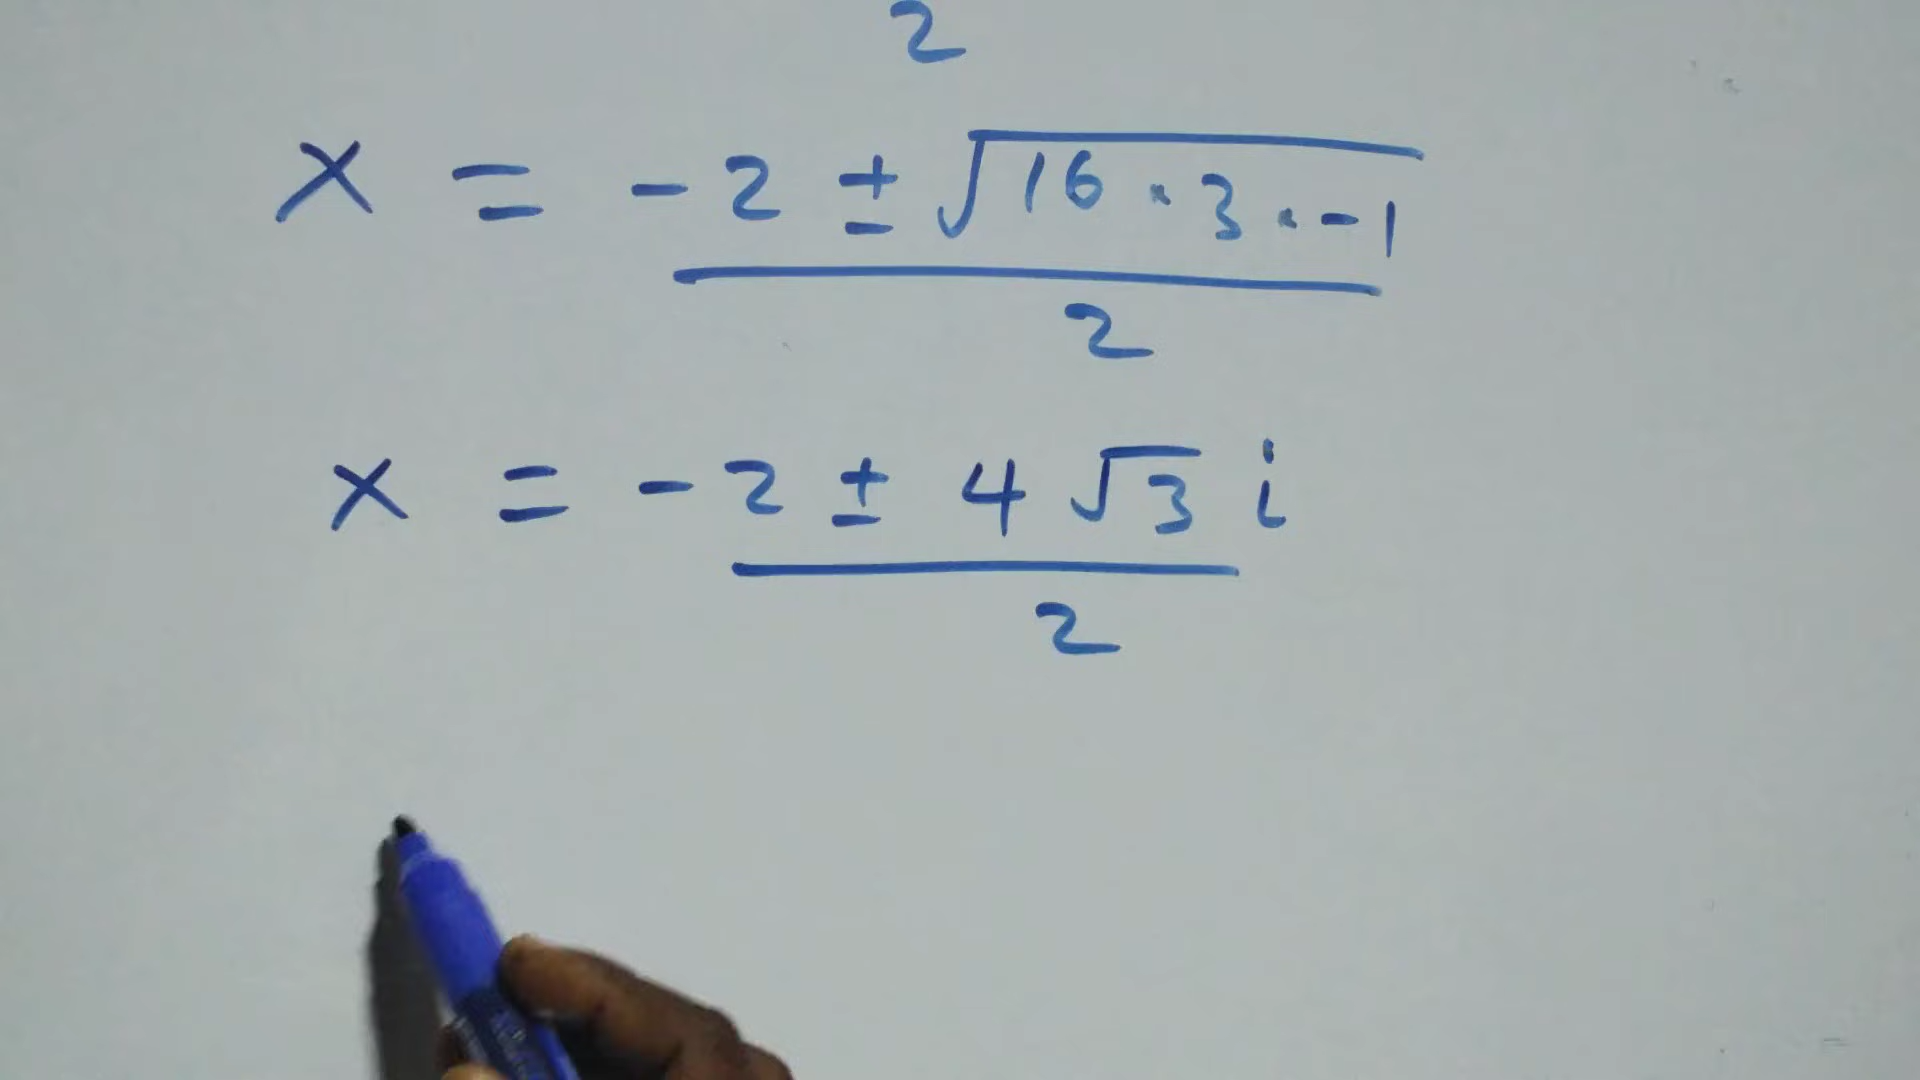 2
x = -2 ± √16 · 3 · -1
2
x = -2 ± 4 √3 i
2